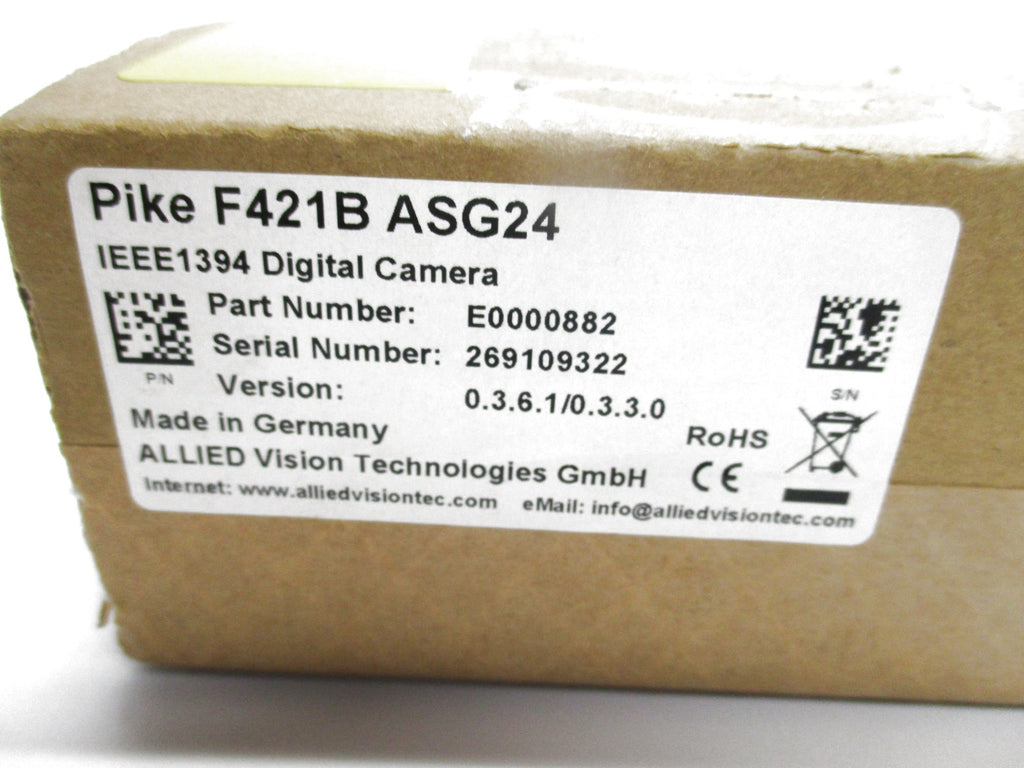 Pike F421B ASG24
IEEE1394 Digital Camera
Part Number: E0000882
Serial Number: 269109322
Version: 0.3.6.1/0.3.3.0
P/N
S/N
Made in Germany
RoHS
ALLIED Vision Technologies GmbH
CE
Internet: www.alliedvisiontec.com eMail: info@alliedvisiontec.com